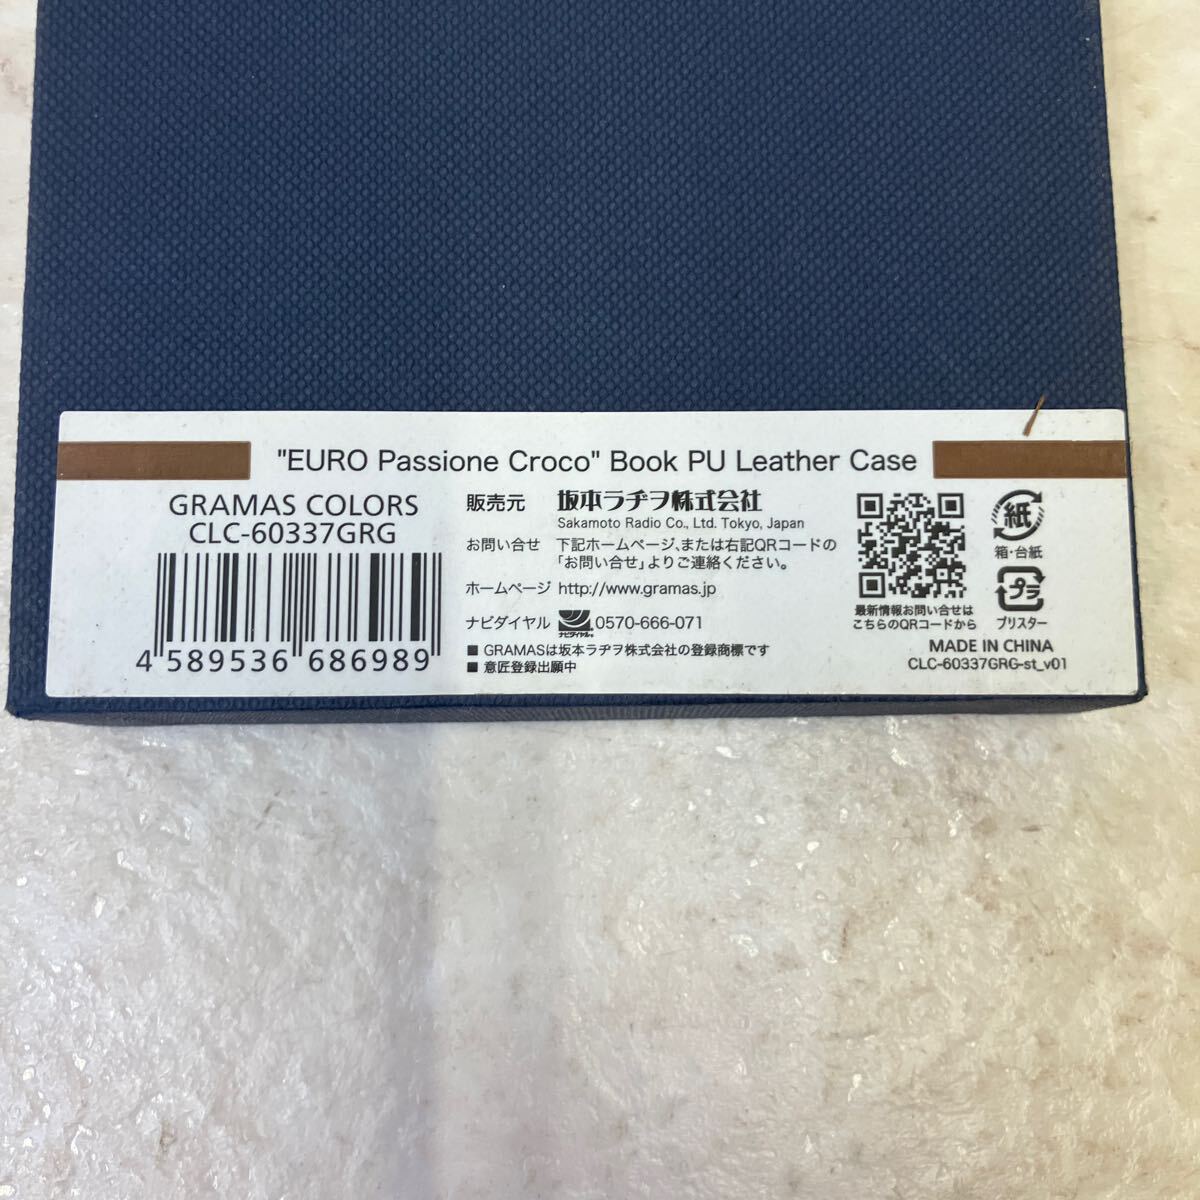 "EURO Passione Croco" Book PU Leather Case
GRAMAS COLORS
CLC-60337GRG
4 589536 686989
販売元 坂本ラヂヲ株式会社
Sakamoto Radio Co., Ltd. Tokyo, Japan
お問い合せ 下記ホームページ、または右記QRコードの
「お問い合せ」よりご連絡ください。
ホームページ http://www.gramas.jp
ナビダイヤル ナビダイヤル® 0570-666-071
■ GRAMASは坂本ラヂヲ株式会社の登録商標です
■ 意匠登録出願中
最新情報お問い合せは
こちらのQRコードから
紙
箱・台紙
プラ
ブリスター
MADE IN CHINA
CLC-60337GRG-st_v01